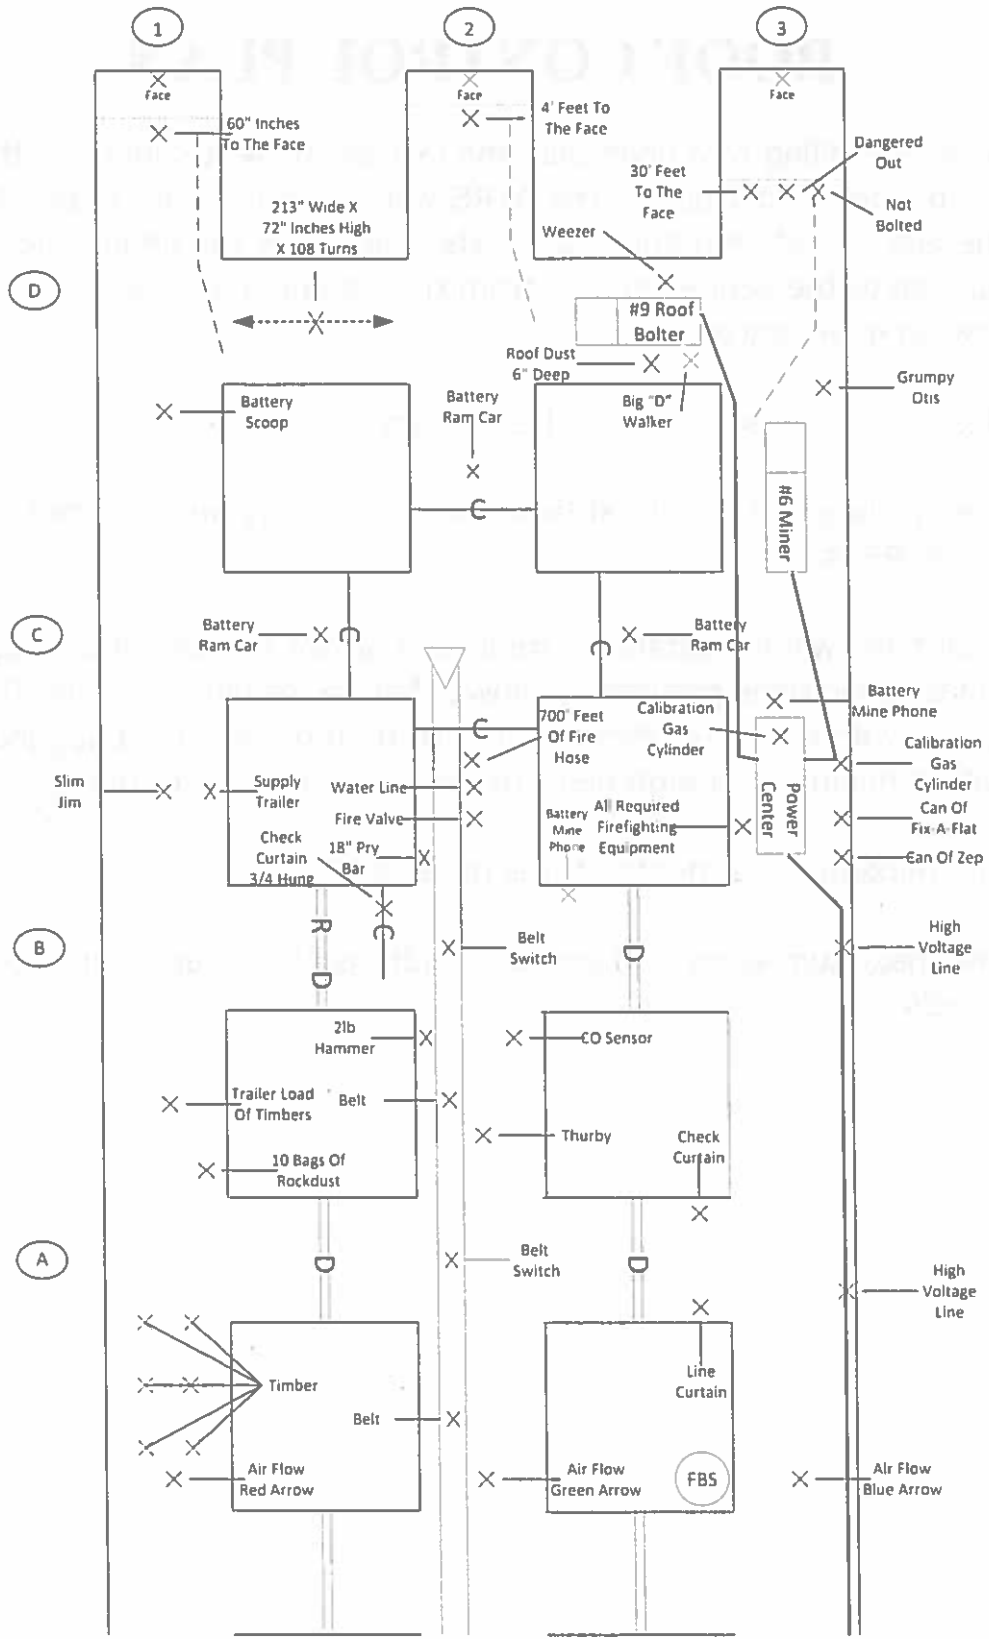 1
2
3
Face
Face
Face
60" Inches
To The Face
4' Feet To
The Face
Dangered
Out
30' Feet
To The
Face
Not
Bolted
213" Wide X
72" Inches High
X 108 Turns
Weezer
D
#9 Roof
Bolter
Roof Dust
6" Deep
Battery
Scoop
Battery
Ram Car
Big "D"
Walker
Grumpy
Otis
#6 Miner
C
C
Battery
Ram Car
C
Battery
Ram Car
C
Battery
Mine Phone
C
700' Feet
Of Fire
Hose
Calibration
Gas
Cylinder
Calibration
Gas
Cylinder
Slim
Jim
Supply
Trailer
Water Line
Fire Valve
Battery
Mine
Phone
All Required
Firefighting
Equipment
Power
Center
Can Of
Fix-A-Flat
Can Of Zep
Check
Curtain
3/4 Hung
18" Pry
Bar
B
R
D
C
Belt
Switch
D
High
Voltage
Line
2lb
Hammer
CO Sensor
Trailer Load
Of Timbers
Belt
Thurby
Check
Curtain
10 Bags Of
Rockdust
A
D
Belt
Switch
D
High
Voltage
Line
Timber
Line
Curtain
Belt
Air Flow
Red Arrow
Air Flow
Green Arrow
FBS
Air Flow
Blue Arrow